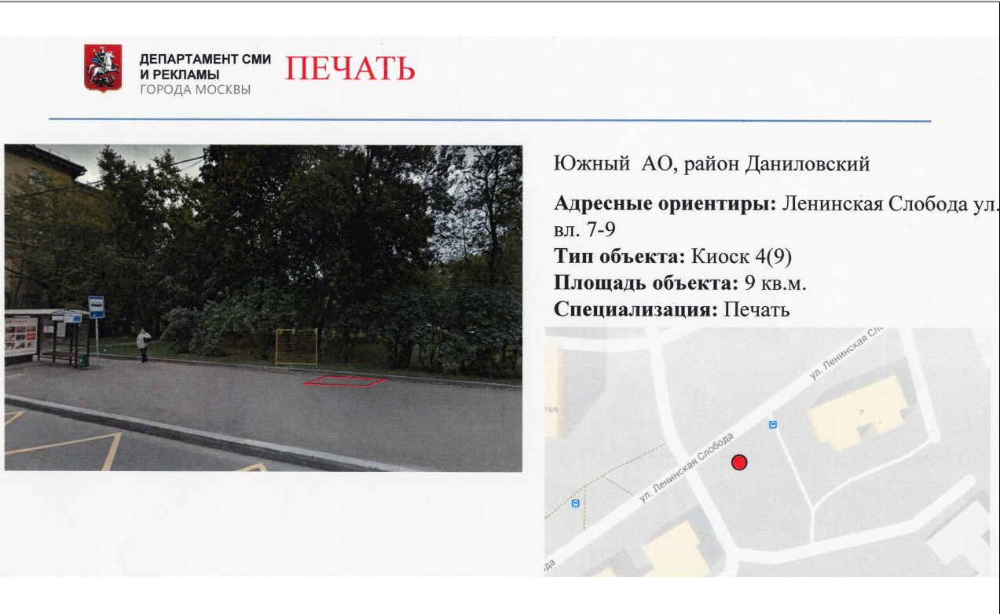 ДЕПАРТАМЕНТ СМИ
И РЕКЛАМЫ
ГОРОДА МОСКВЫ
ПЕЧАТЬ
Южный АО, район Даниловский
Адресные ориентиры: Ленинская Слобода ул.
вл. 7-9
Тип объекта: Киоск 4(9)
Площадь объекта: 9 кв.м.
Специализация: Печать
ул. Ленинская Сло
15/6
7
ул. Ленинская Слобода
да